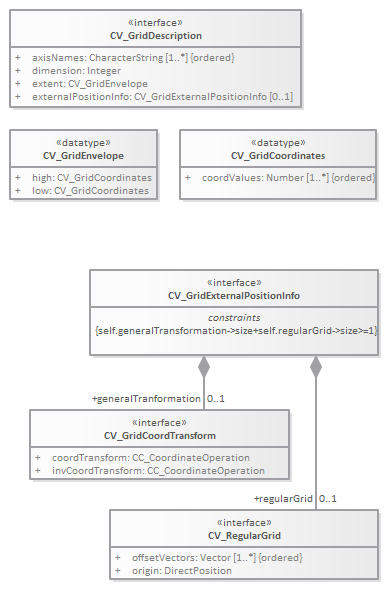 «interface»
CV_GridDescription
+ axisNames: CharacterString [1..*] {ordered}
+ dimension: Integer
+ extent: CV_GridEnvelope
+ externalPositionInfo: CV_GridExternalPositionInfo [0..1]
«datatype»
CV_GridEnvelope
+ high: CV_GridCoordinates
+ low: CV_GridCoordinates
«datatype»
CV_GridCoordinates
+ coordValues: Number [1..*] {ordered}
«interface»
CV_GridExternalPositionInfo
constraints
{self.generalTransformation->size+self.regularGrid->size>=1}
+generalTranformation 0..1
«interface»
CV_GridCoordTransform
+ coordTransform: CC_CoordinateOperation
+ invCoordTransform: CC_CoordinateOperation
+regularGrid 0..1
«interface»
CV_RegularGrid
+ offsetVectors: Vector [1..*] {ordered}
+ origin: DirectPosition